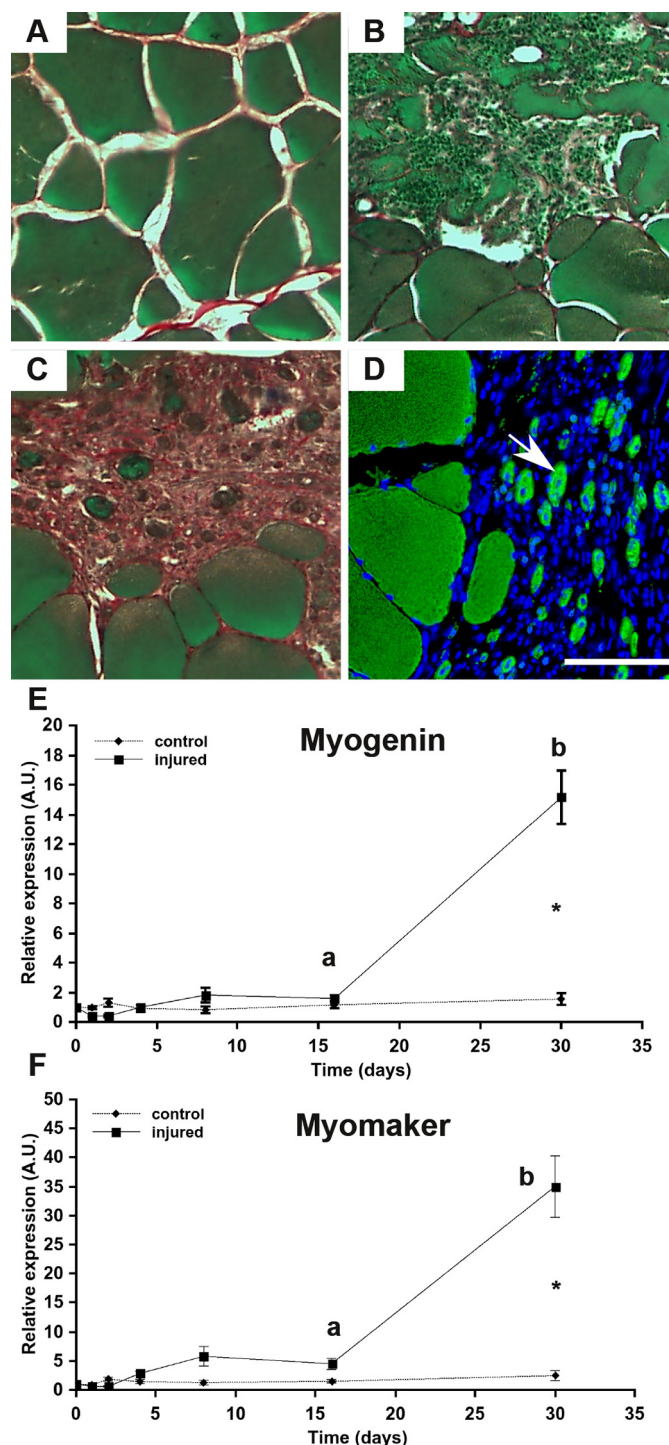 A
B
C
D
E
Myogenin
control
injured
b
a
*
Relative expression (A.U.)
20
18
16
14
12
10
8
6
4
2
0
0 5 10 15 20 25 30 35
Time (days)
F
Myomaker
control
injured
b
a
*
Relative expression (A.U.)
50
45
40
35
30
25
20
15
10
5
0
0 5 10 15 20 25 30 35
Time (days)